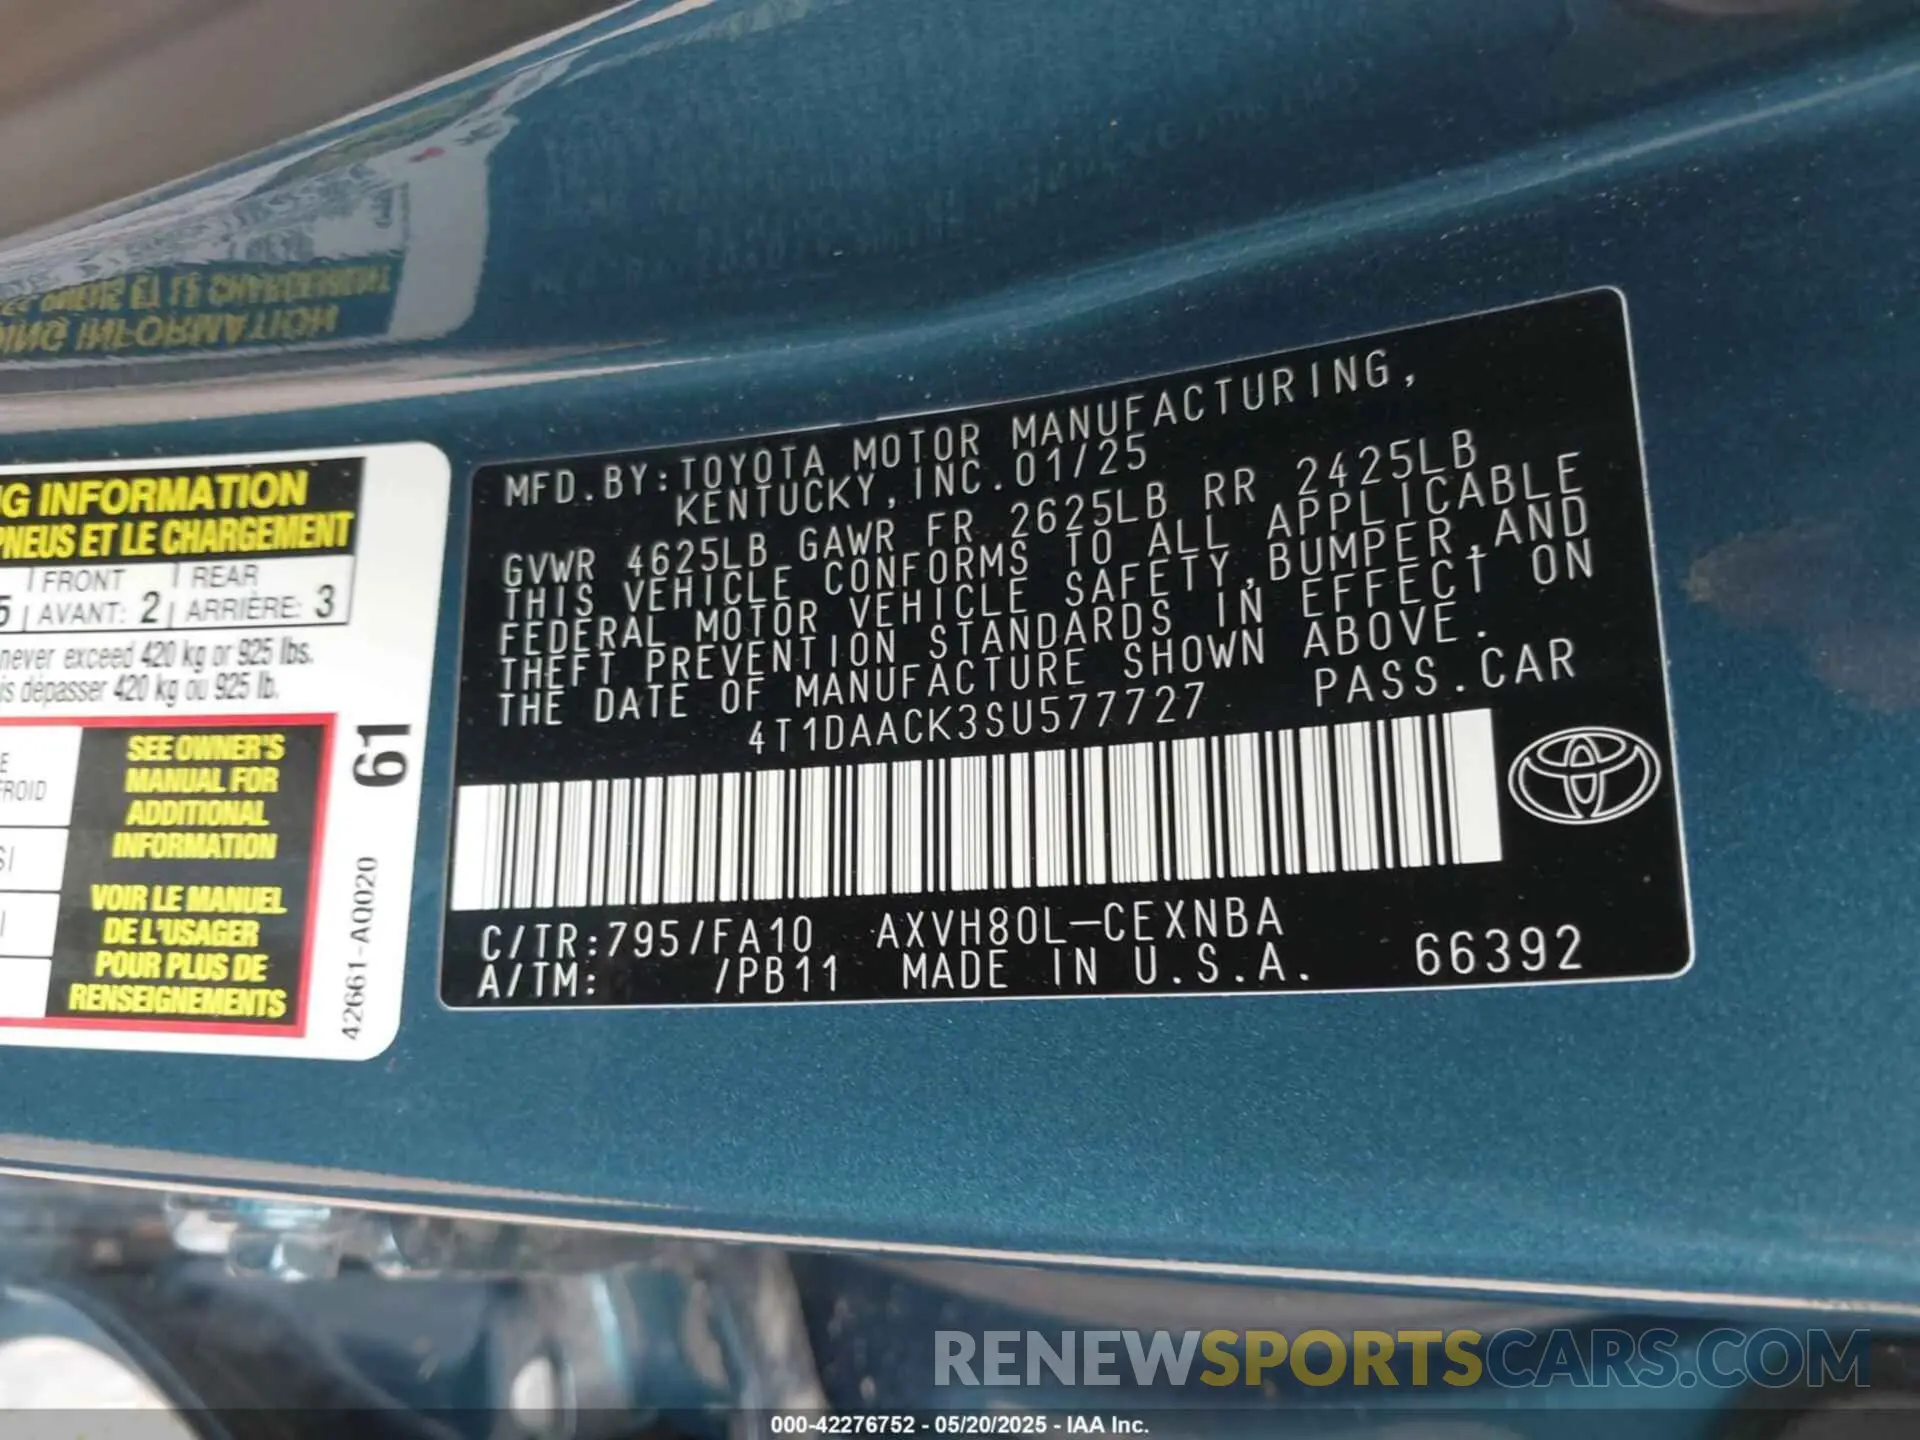 MFD.BY:TOYOTA MOTOR MANUFACTURING,
KENTUCKY,INC.01/25
GVWR 4625LB GAWR FR 2625LB RR 2425LB
THIS VEHICLE CONFORMS TO ALL APPLICABLE
FEDERAL MOTOR VEHICLE SAFETY,BUMPER,AND
THEFT PREVENTION STANDARDS IN EFFECT ON
THE DATE OF MANUFACTURE SHOWN ABOVE.
4T1DAACK3SU577727 PASS.CAR
C/TR:795/FA10 AXVH80L-CEXNBA
A/TM: /PB11 MADE IN U.S.A. 66392
NG INFORMATION
PNEUS ET LE CHARGEMENT
FRONT REAR
5 AVANT: 2 ARRIÈRE: 3
never exceed 420 kg or 925 lbs.
is dépasser 420 kg ou 925 lb.
SEE OWNER'S
MANUAL FOR
ADDITIONAL
INFORMATION
VOIR LE MANUEL
DE L'USAGER
POUR PLUS DE
RENSEIGNEMENTS
E
FROID
SI
I
61
42661-AQ020
RENEWSPORTSCARS.COM
000-42276752 - 05/20/2025 - IAA Inc.